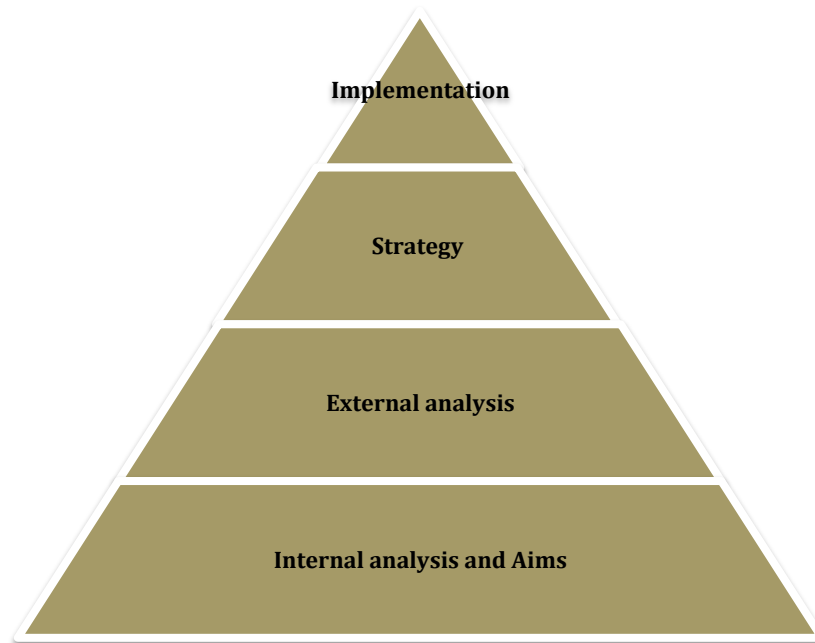 Implementation
Strategy
External analysis
Internal analysis and Aims